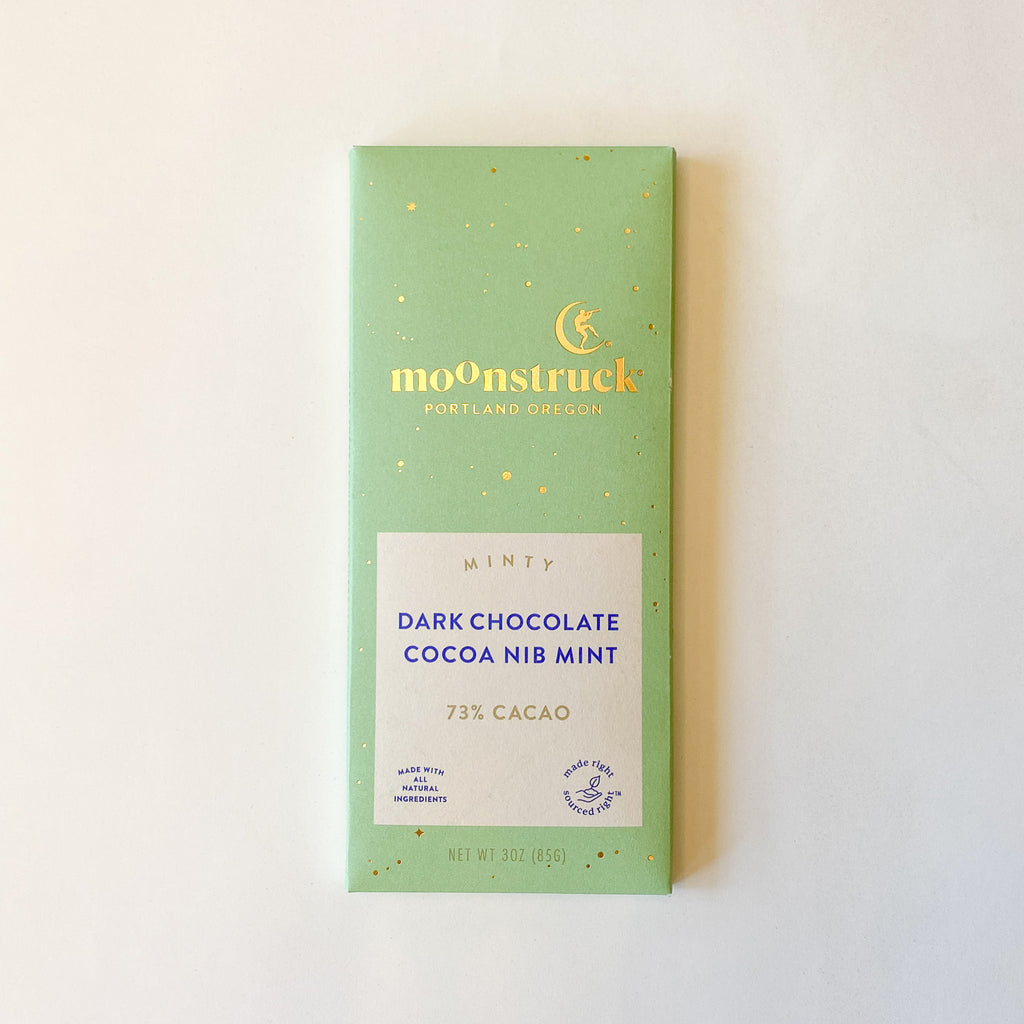 moonstruck
PORTLAND OREGON
MINTY
DARK CHOCOLATE
COCOA NIB MINT
73% CACAO
MADE WITH
ALL
NATURAL
INGREDIENTS
made right
sourced right™
NET WT 3OZ (85G)